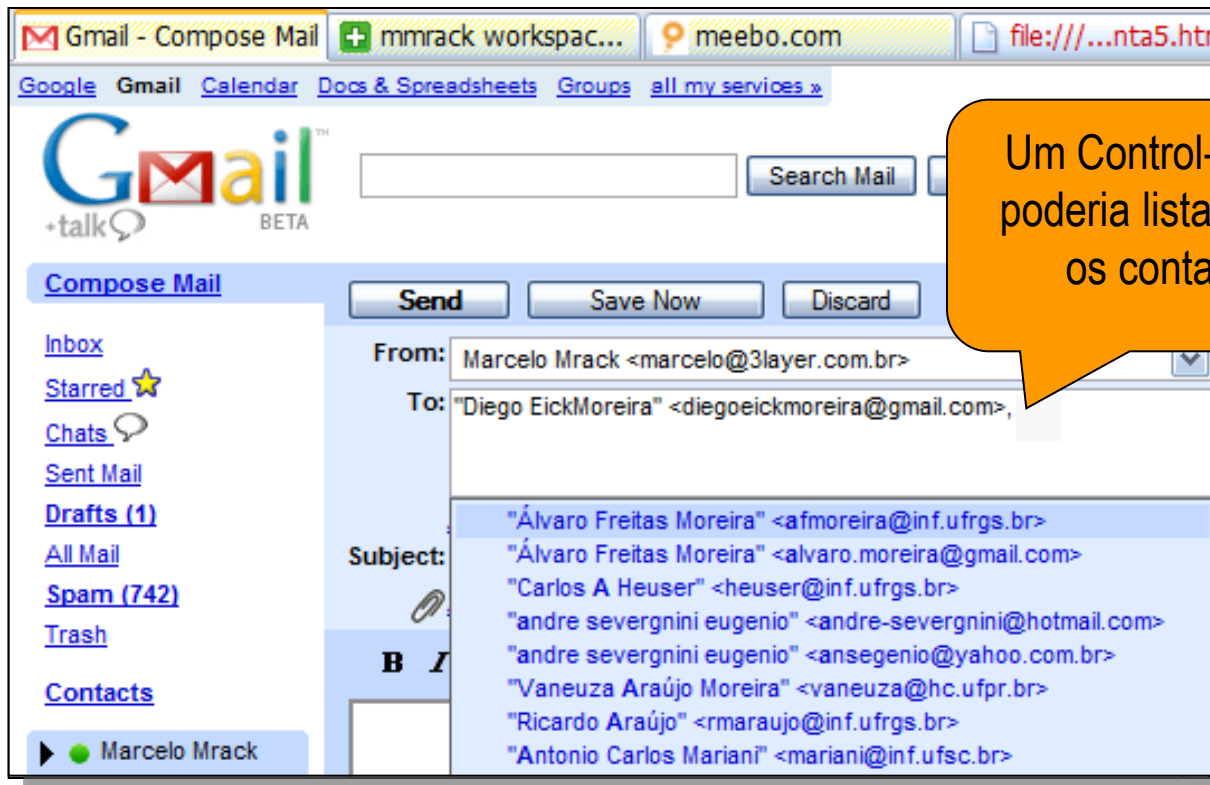 Gmail - Compose Mail
mmrack workspac...
meebo.com
file:///...nta5.htm
Google Gmail Calendar Docs & Spreadsheets Groups all my services »
Gmail™
+talk BETA
Search Mail
Um Control-
poderia lista
os conta
Compose Mail
Send Save Now Discard
Inbox
Starred
Chats
Sent Mail
Drafts (1)
All Mail
Spam (742)
Trash
Contacts
Marcelo Mrack
From: Marcelo Mrack <marcelo@3layer.com.br>
To: "Diego EickMoreira" <diegoeickmoreira@gmail.com>,
Subject:
"Álvaro Freitas Moreira" <afmoreira@inf.ufrgs.br>
"Álvaro Freitas Moreira" <alvaro.moreira@gmail.com>
"Carlos A Heuser" <heuser@inf.ufrgs.br>
"andre severgnini eugenio" <andre-severgnini@hotmail.com>
"andre severgnini eugenio" <ansegenio@yahoo.com.br>
"Vaneuza Araújo Moreira" <vaneuza@hc.ufpr.br>
"Ricardo Araújo" <rmaraujo@inf.ufrgs.br>
"Antonio Carlos Mariani" <mariani@inf.ufsc.br>
B I